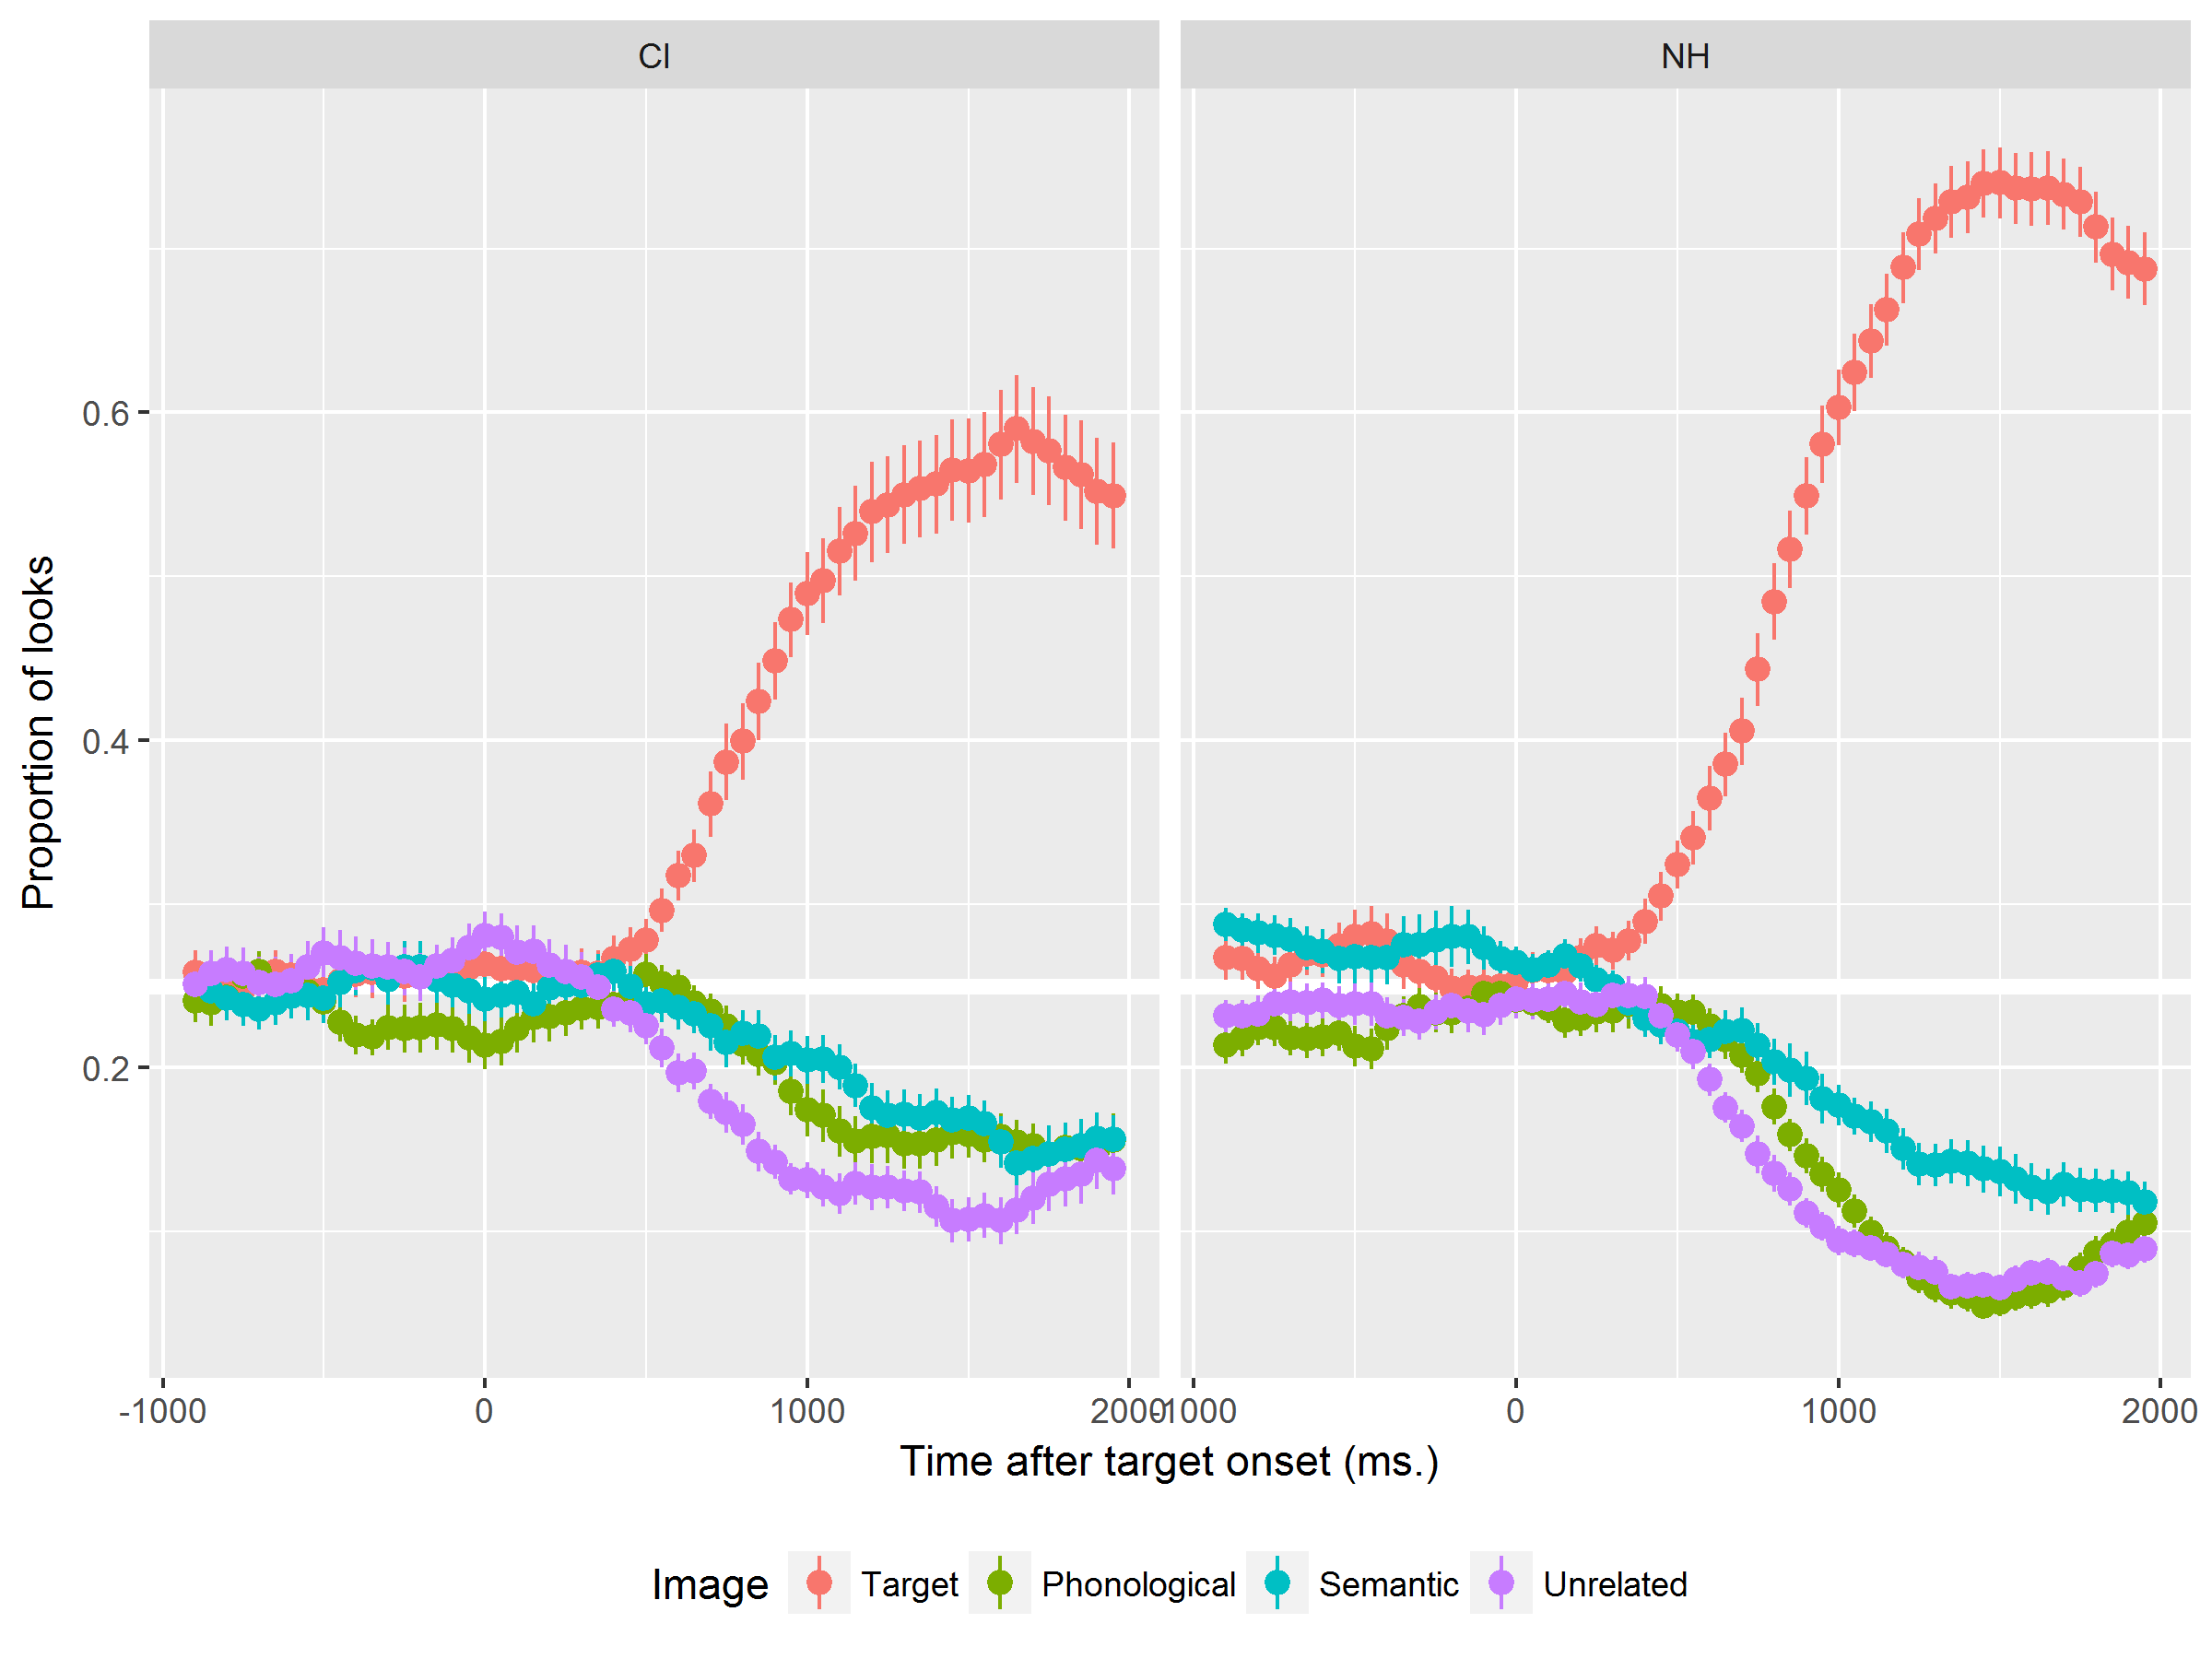 CI
NH
Proportion of looks
0.6
0.4
0.2
-1000 0 1000 2000
-1000 0 1000 2000
Time after target onset (ms.)
Image Target Phonological Semantic Unrelated